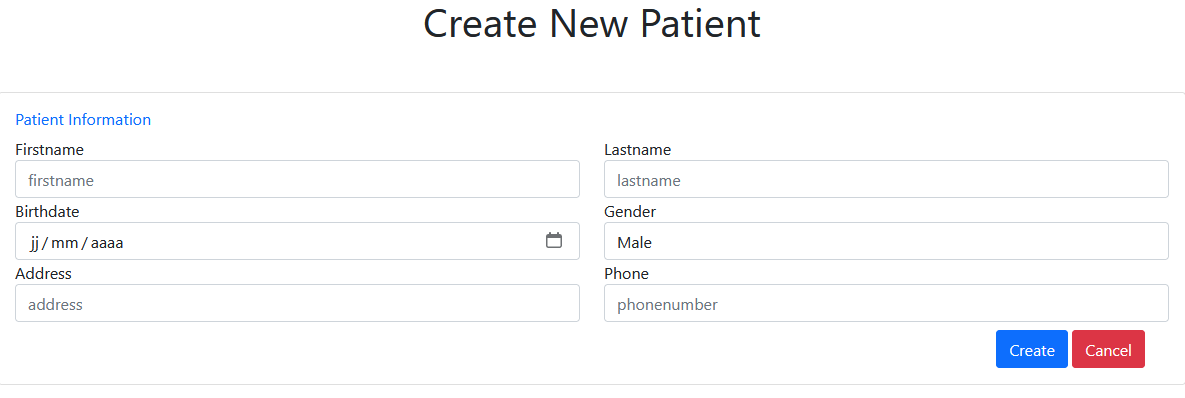 Create New Patient
Patient Information
Firstname Lastname
firstname lastname
Birthdate Gender
jj/mm/aaaa Male
Address Phone
address phonenumber
Create Cancel